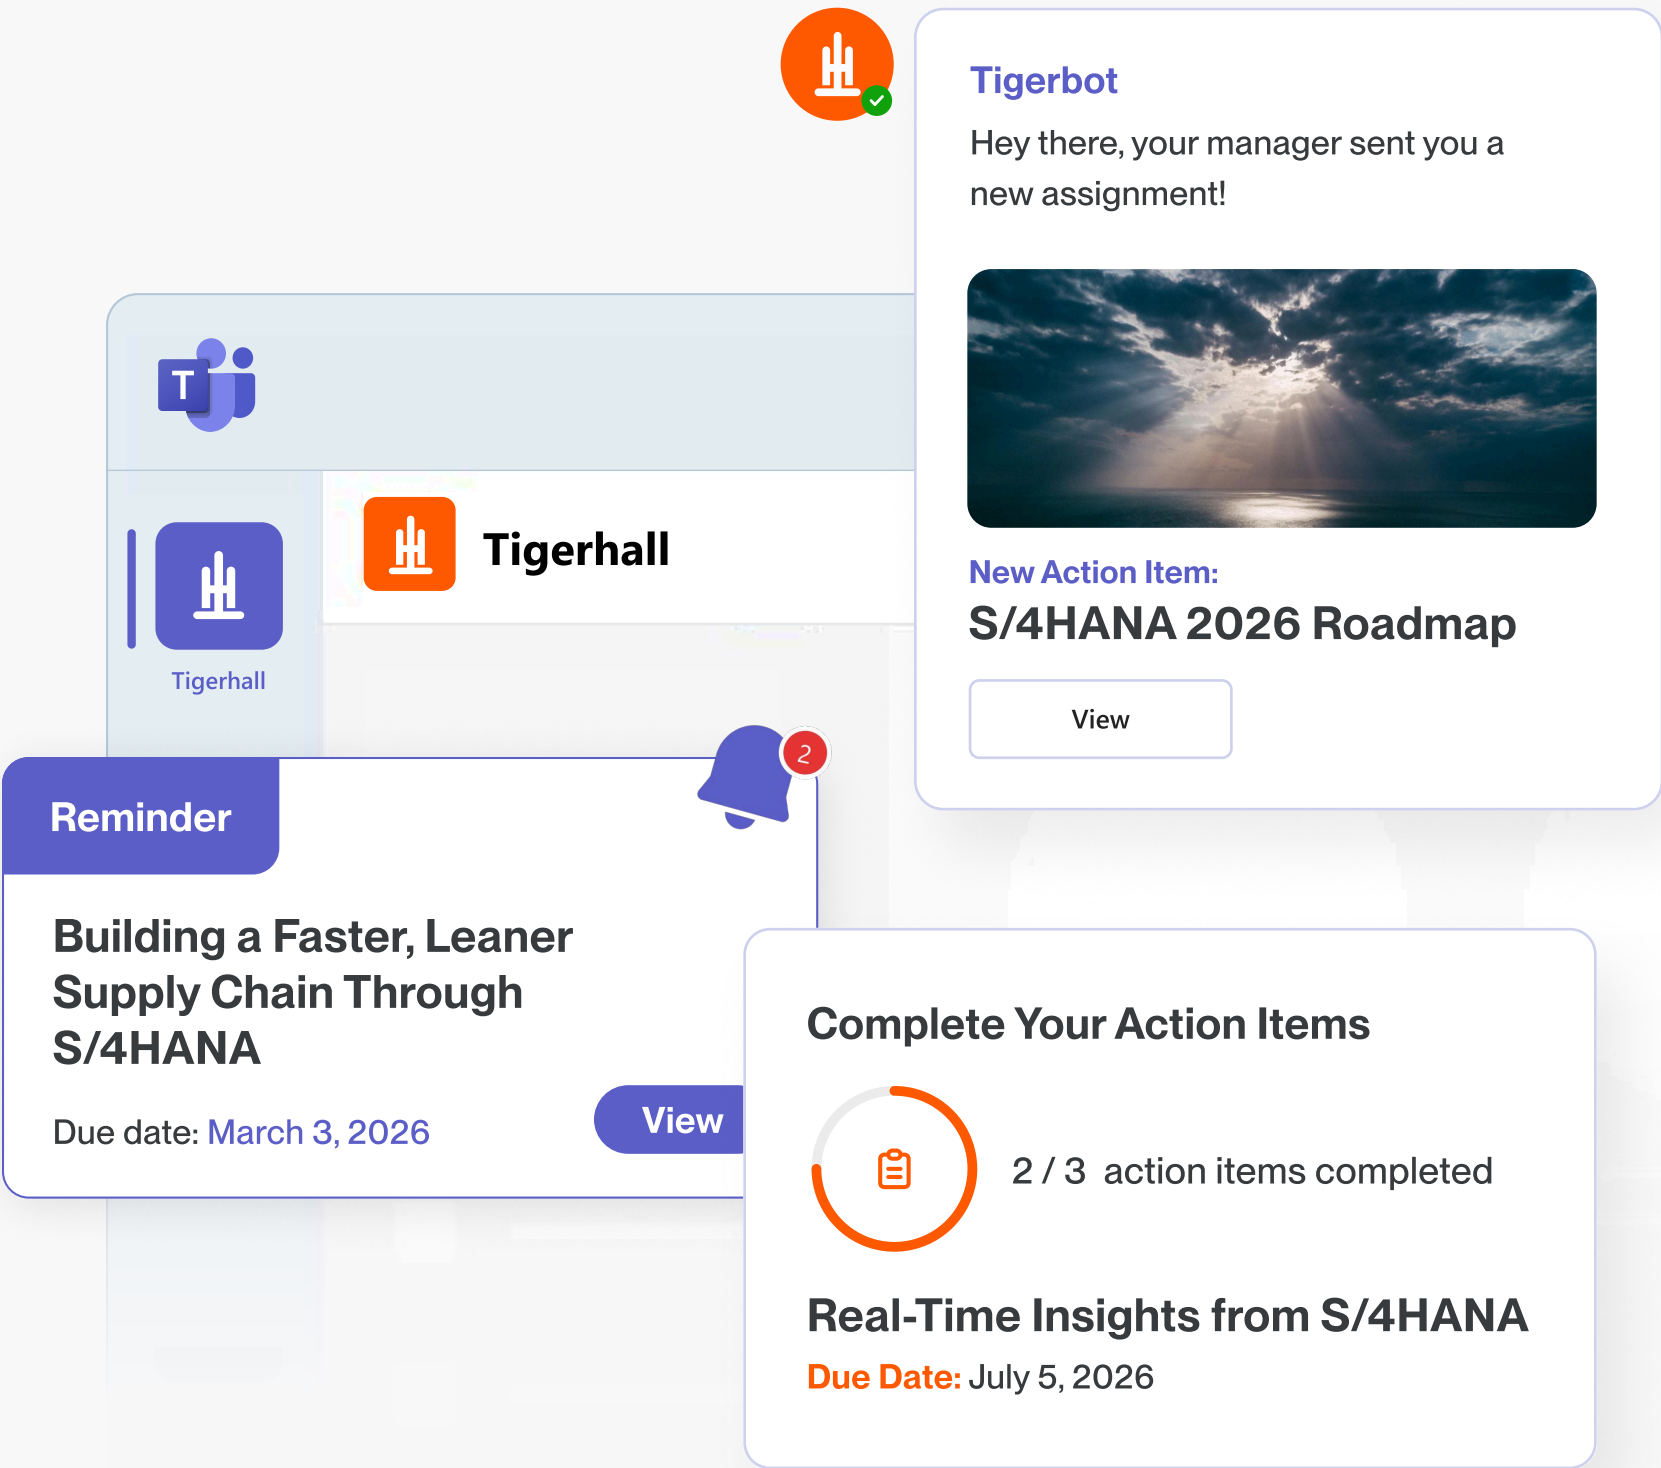 Tigerbot
Hey there, your manager sent you a
new assignment!
New Action Item:
S/4HANA 2026 Roadmap
View
T
Tigerhall
Tigerhall
2
Reminder
Building a Faster, Leaner
Supply Chain Through
S/4HANA
Due date: March 3, 2026
View
Complete Your Action Items
2 / 3 action items completed
Real-Time Insights from S/4HANA
Due Date: July 5, 2026